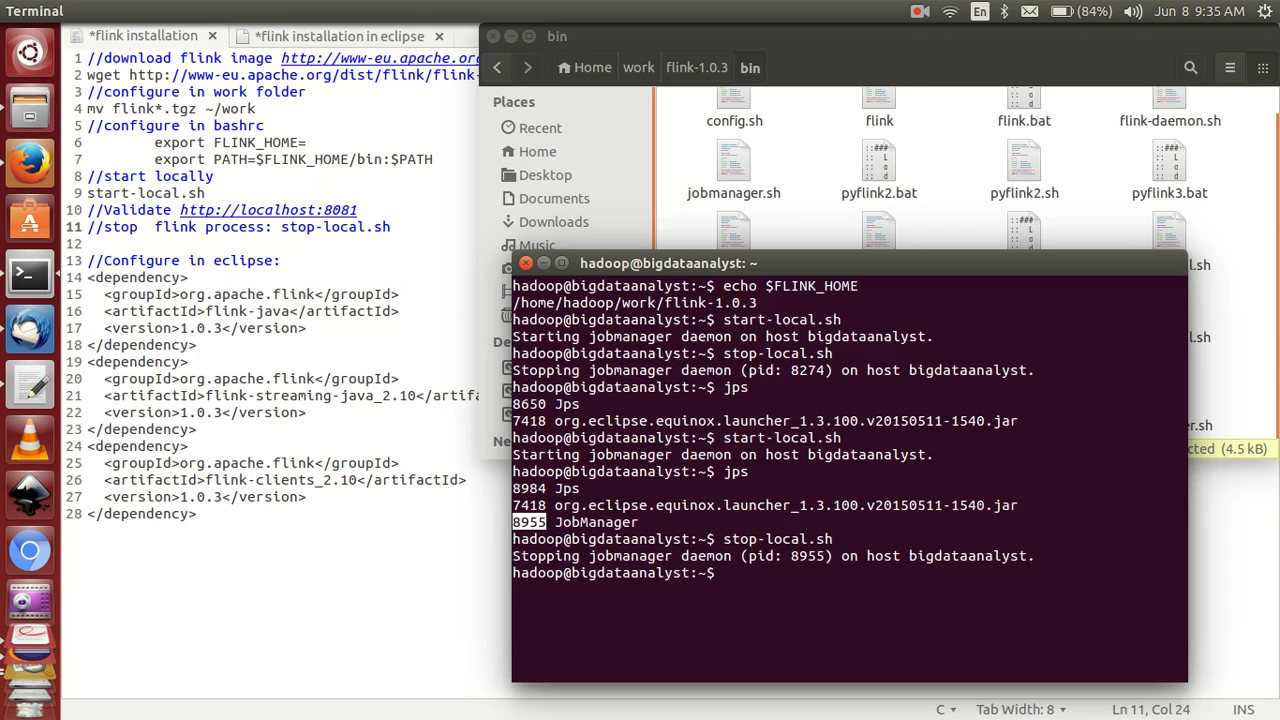 Terminal
En
(84%)
Jun 8 9:35 AM
*flink installation
*flink installation in eclipse
1 //download flink image http://www-eu.apache.org
2 wget http://www-eu.apache.org/dist/flink/flink-
3 //configure in work folder
4 mv flink*.tgz ~/work
5 //configure in bashrc
6 export FLINK_HOME=
7 export PATH=$FLINK_HOME/bin:$PATH
8 //start locally
9 start-local.sh
10 //Validate http://localhost:8081
11 //stop flink process: stop-local.sh
12
13 //Configure in eclipse:
14 <dependency>
15 <groupId>org.apache.flink</groupId>
16 <artifactId>flink-java</artifactId>
17 <version>1.0.3</version>
18 </dependency>
19 <dependency>
20 <groupId>org.apache.flink</groupId>
21 <artifactId>flink-streaming-java_2.10</artifa
22 <version>1.0.3</version>
23 </dependency>
24 <dependency>
25 <groupId>org.apache.flink</groupId>
26 <artifactId>flink-clients_2.10</artifactId>
27 <version>1.0.3</version>
28 </dependency>
bin
Home work flink-1.0.3 bin
Places
Recent
Home
Desktop
Documents
Downloads
Music
De
Ne
config.sh flink flink.bat flink-daemon.sh
jobmanager.sh pyflink2.bat pyflink2.sh pyflink3.bat
sh
sh
er.sh
cted (4.5 kB)
hadoop@bigdataanalyst: ~
hadoop@bigdataanalyst:~$ echo $FLINK_HOME
/home/hadoop/work/flink-1.0.3
hadoop@bigdataanalyst:~$ start-local.sh
Starting jobmanager daemon on host bigdataanalyst.
hadoop@bigdataanalyst:~$ stop-local.sh
Stopping jobmanager daemon (pid: 8274) on host bigdataanalyst.
hadoop@bigdataanalyst:~$ jps
8650 Jps
7418 org.eclipse.equinox.launcher_1.3.100.v20150511-1540.jar
hadoop@bigdataanalyst:~$ start-local.sh
Starting jobmanager daemon on host bigdataanalyst.
hadoop@bigdataanalyst:~$ jps
8984 Jps
7418 org.eclipse.equinox.launcher_1.3.100.v20150511-1540.jar
8955 JobManager
hadoop@bigdataanalyst:~$ stop-local.sh
Stopping jobmanager daemon (pid: 8955) on host bigdataanalyst.
hadoop@bigdataanalyst:~$
C
Tab Width: 8
Ln 11, Col 24
INS